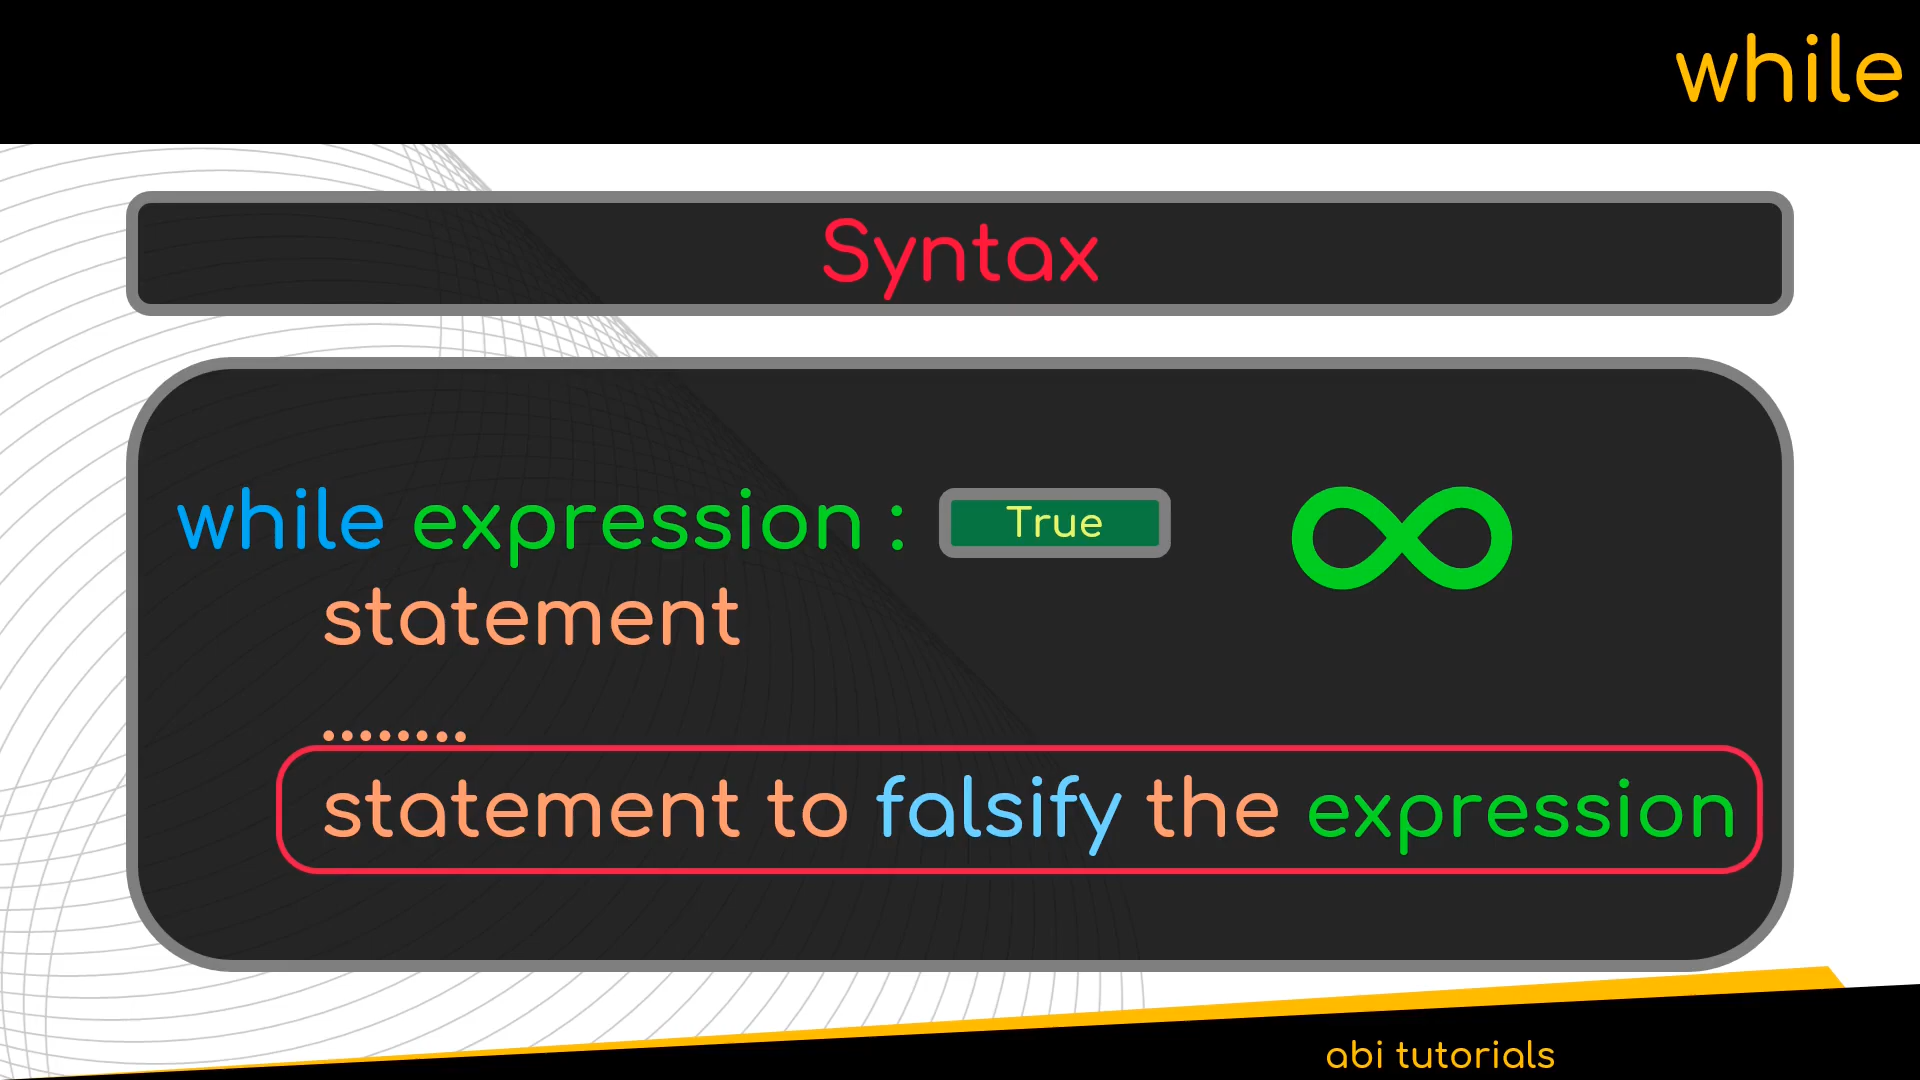 while
Syntax
while expression : True
statement
........
statement to falsify the expression
abi tutorials